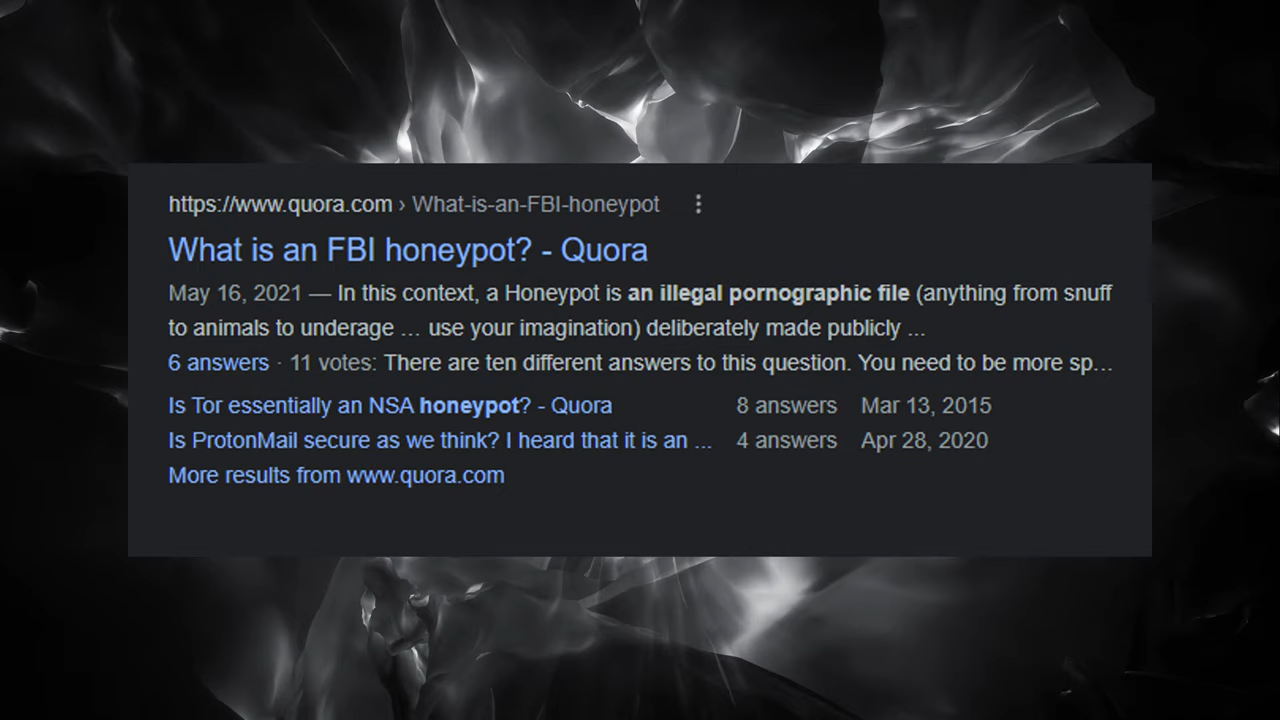 https://www.quora.com › What-is-an-FBI-honeypot
What is an FBI honeypot? - Quora
May 16, 2021 — In this context, a Honeypot is an illegal pornographic file (anything from snuff
to animals to underage ... use your imagination) deliberately made publicly ...
6 answers · 11 votes: There are ten different answers to this question. You need to be more sp...
Is Tor essentially an NSA honeypot? - Quora 8 answers Mar 13, 2015
Is ProtonMail secure as we think? I heard that it is an ... 4 answers Apr 28, 2020
More results from www.quora.com